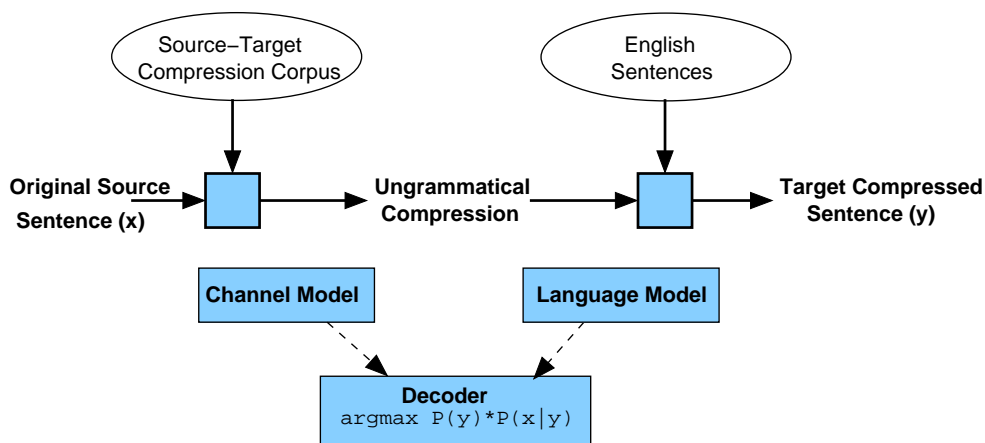 Source−Target
Compression Corpus
English
Sentences
Original Source
Sentence (x)
Ungrammatical
Compression
Target Compressed
Sentence (y)
Channel Model
Language Model
Decoder
argmax P(y)*P(x|y)